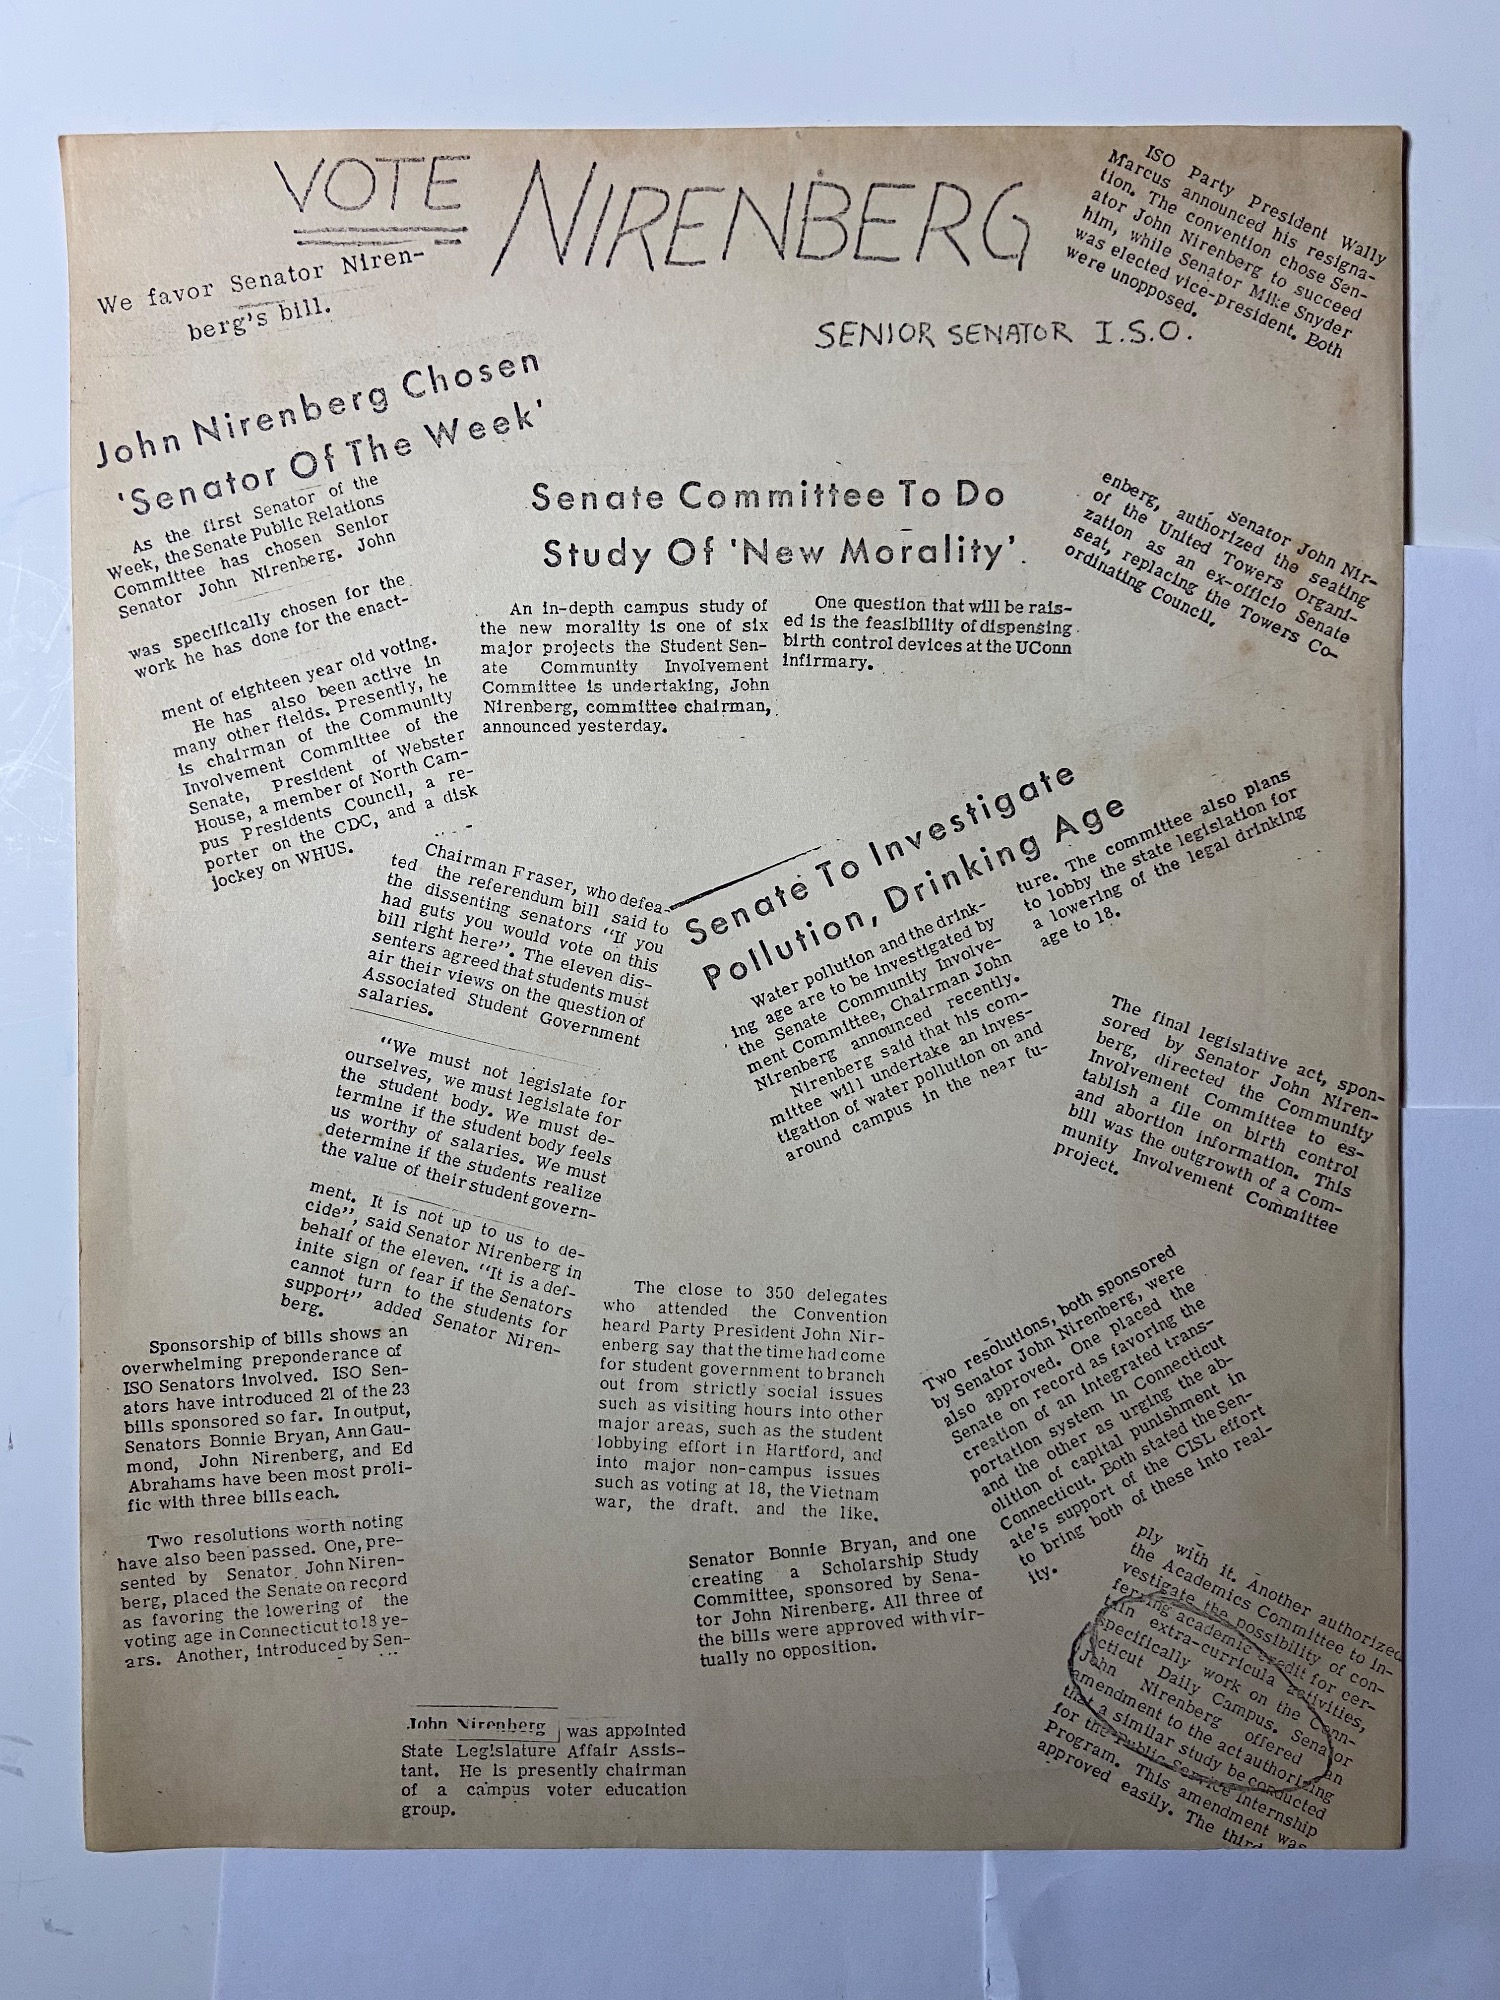 VOTE NIRENBERG
SENIOR SENATOR I.S.O.
We favor Senator Niren-
berg's bill.
ISO Party President Wally
Marcus announced his resigna-
tion. The convention chose Sen-
ator John Nirenberg to succeed
him, while Senator Mike Snyder
was elected vice-president. Both
were unopposed.
John Nirenberg Chosen
'Senator Of The Week'
As the first Senator of the
Week, the Senate Public Relations
Committee has chosen Senior
Senator John Nirenberg. John
was specifically chosen for the
work he has done for the enact-
ment of eighteen year old voting.
He has also been active in
many other fields. Presently, he
is chairman of the Community
Involvement Committee of the
Senate, President of Webster
House, a member of North Cam-
pus Presidents Council, a re-
porter on the CDC, and a disk
jockey on WHUS.
Senate Committee To Do
Study Of 'New Morality'.
An in-depth campus study of
the new morality is one of six
major projects the Student Sen-
ate Community Involvement
Committee is undertaking, John
Nirenberg, committee chairman,
announced yesterday.
One question that will be rais-
ed is the feasibility of dispensing
birth control devices at the UConn
infirmary.
Senator John Nir-
enberg, authorized the seating
of the United Towers Organi-
zation as an ex-officio Senate
seat, replacing the Towers Co-
ordinating Council.
Chairman Fraser, who defea-
ted the referendum bill said to
the dissenting senators "If you
had guts you would vote on this
bill right here". The eleven dis-
senters agreed that students must
air their views on the question of
Associated Student Government
salaries.
"We must not legislate for
ourselves, we must legislate for
the student body. We must de-
termine if the student body feels
us worthy of salaries. We must
determine if the students realize
the value of their student govern-
ment. It is not up to us to de-
cide", said Senator Nirenberg in
behalf of the eleven. "It is a def-
inite sign of fear if the Senators
cannot turn to the students for
support" added Senator Niren-
berg.
Senate To Investigate
Pollution, Drinking Age
Water pollution and the drink-
ing age are to be investigated by
the Senate Community Involve-
ment Committee, Chairman John
Nirenberg announced recently.
Nirenberg said that his com-
mittee will undertake an inves-
tigation of water pollution on and
around campus in the near fu-
ture. The committee also plans
to lobby the state legislation for
a lowering of the legal drinking
age to 18.
The final legislative act, spon-
sored by Senator John Niren-
berg, directed the Community
Involvement Committee to es-
tablish a file on birth control
and abortion information. This
bill was the outgrowth of a Com-
munity Involvement Committee
project.
Sponsorship of bills shows an
overwhelming preponderance of
ISO Senators involved. ISO Sen-
ators have introduced 21 of the 23
bills sponsored so far. In output,
Senators Bonnie Bryan, Ann Gau-
mond, John Nirenberg, and Ed
Abrahams have been most proli-
fic with three bills each.
Two resolutions worth noting
have also been passed. One, pre-
sented by Senator John Niren-
berg, placed the Senate on record
as favoring the lowering of the
voting age in Connecticut to 18 ye-
ars. Another, introduced by Sen-
The close to 350 delegates
who attended the Convention
heard Party President John Nir-
enberg say that the time had come
for student government to branch
out from strictly social issues
such as visiting hours into other
major areas, such as the student
lobbying effort in Hartford, and
into major non-campus issues
such as voting at 18, the Vietnam
war, the draft. and the like.
Two resolutions, both sponsored
by Senator John Nirenberg, were
also approved. One placed the
Senate on record as favoring the
creation of an integrated trans-
portation system in Connecticut
and the other as urging the ab-
olition of capital punishment in
Connecticut. Both stated the Sen-
ate's support of the CISL effort
to bring both of these into real-
ity.
Senator Bonnie Bryan, and one
creating a Scholarship Study
Committee, sponsored by Sena-
tor John Nirenberg. All three of
the bills were approved with vir-
tually no opposition.
ply with it. Another authorized
the Academics Committee to in-
vestigate the possibility of con-
ferring academic credit for cer-
tain extra-curricula activities,
specifically work on the Conn-
ecticut Daily Campus. Senator
John Nirenberg offered an
amendment to the act authorizing
that a similar study be conducted
for the Public Service Internship
Program. This amendment was
approved easily. The third
John Nirenberg was appointed
State Legislature Affair Assis-
tant. He is presently chairman
of a campus voter education
group.